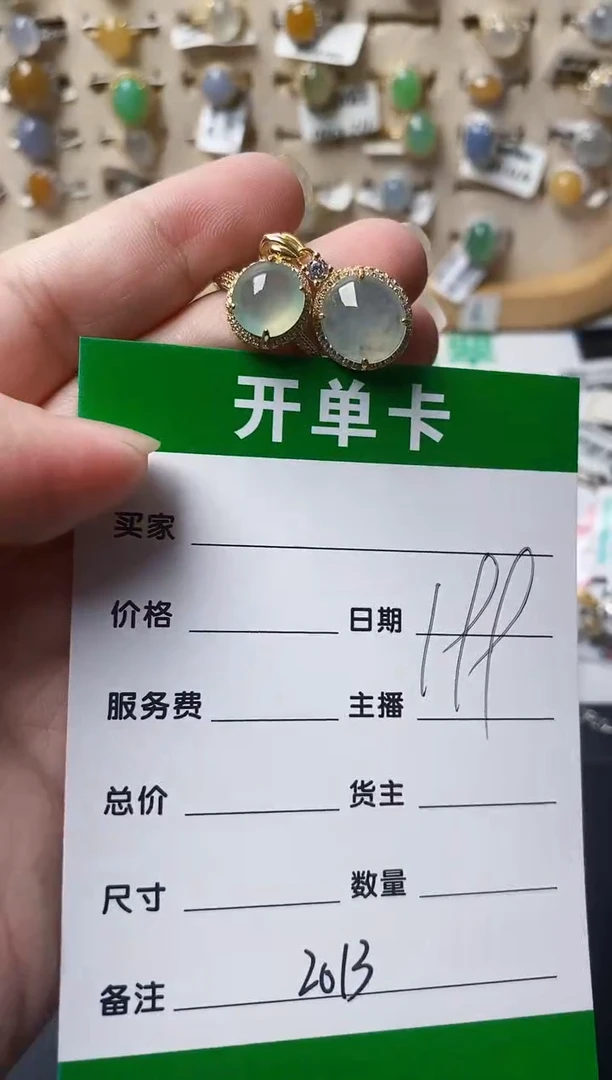 开单卡
买家
价格 日期
服务费 主播
总价 货主
尺寸 数量
备注 2013